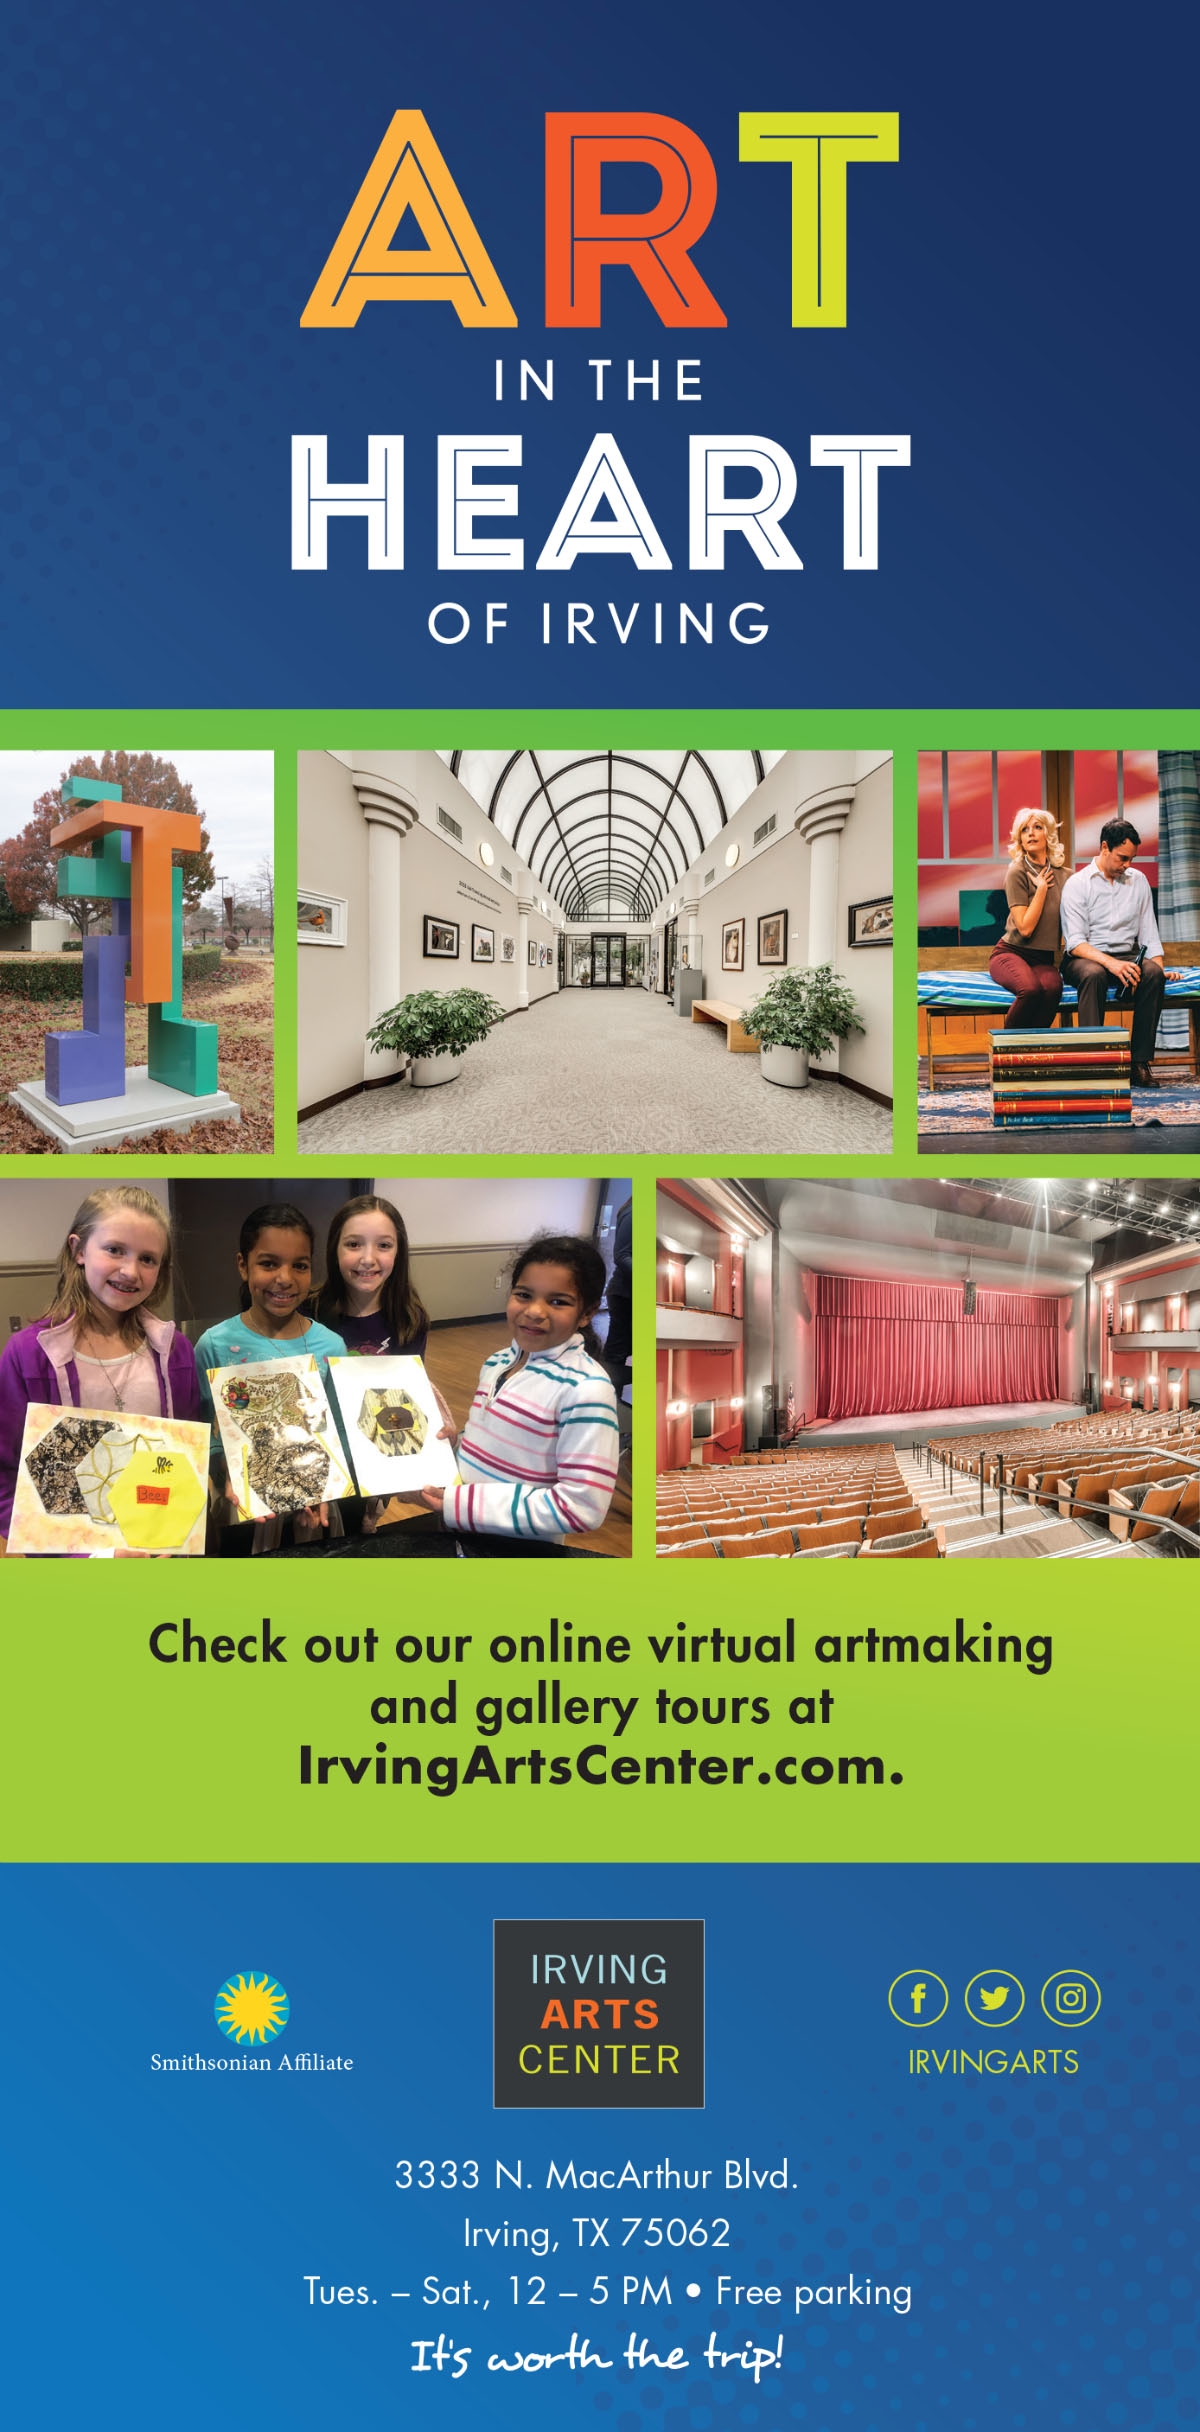 ART
IN THE
HEART
OF IRVING
Bees
Check out our online virtual artmaking
and gallery tours at
IrvingArtsCenter.com.
IRVING
ARTS
CENTER
Smithsonian Affiliate
IRVINGARTS
3333 N. MacArthur Blvd.
Irving, TX 75062
Tues. – Sat., 12 – 5 PM • Free parking
It's worth the trip!